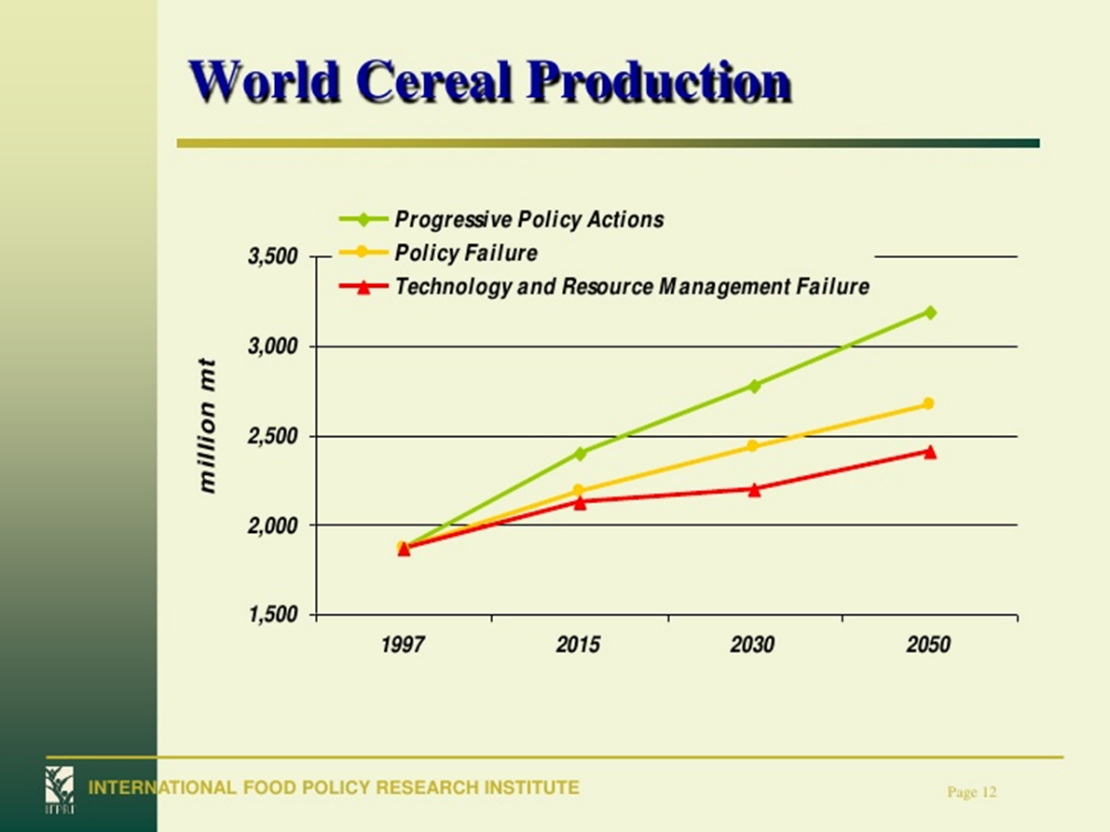 World Cereal Production
Progressive Policy Actions
Policy Failure
Technology and Resource Management Failure
3,500
3,000
2,500
2,000
1,500
million mt
1997 2015 2030 2050
IFPRI
INTERNATIONAL FOOD POLICY RESEARCH INSTITUTE
Page 12